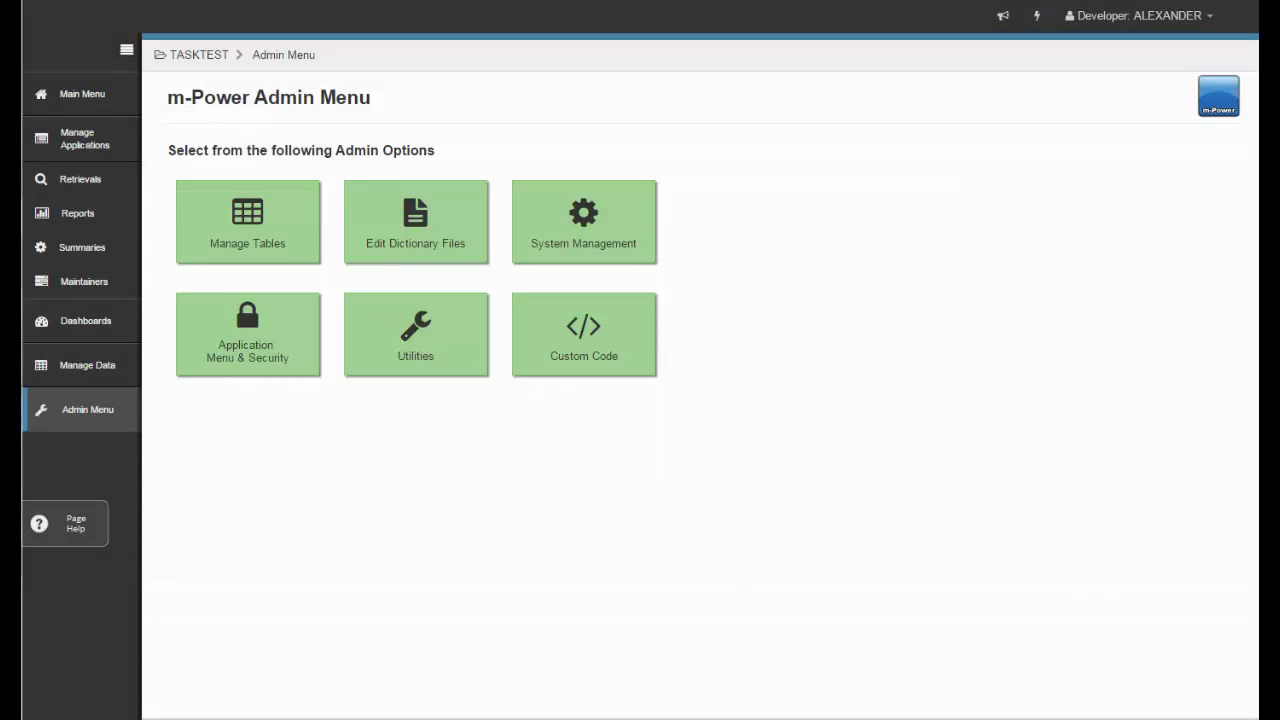 Developer: ALEXANDER
TASKTEST > Admin Menu
m-Power Admin Menu
m-Power
Select from the following Admin Options
Main Menu
Manage
Applications
Retrievals
Reports
Summaries
Maintainers
Dashboards
Manage Data
Admin Menu
Page
Help
Manage Tables
Edit Dictionary Files
System Management
Application
Menu & Security
Utilities
Custom Code